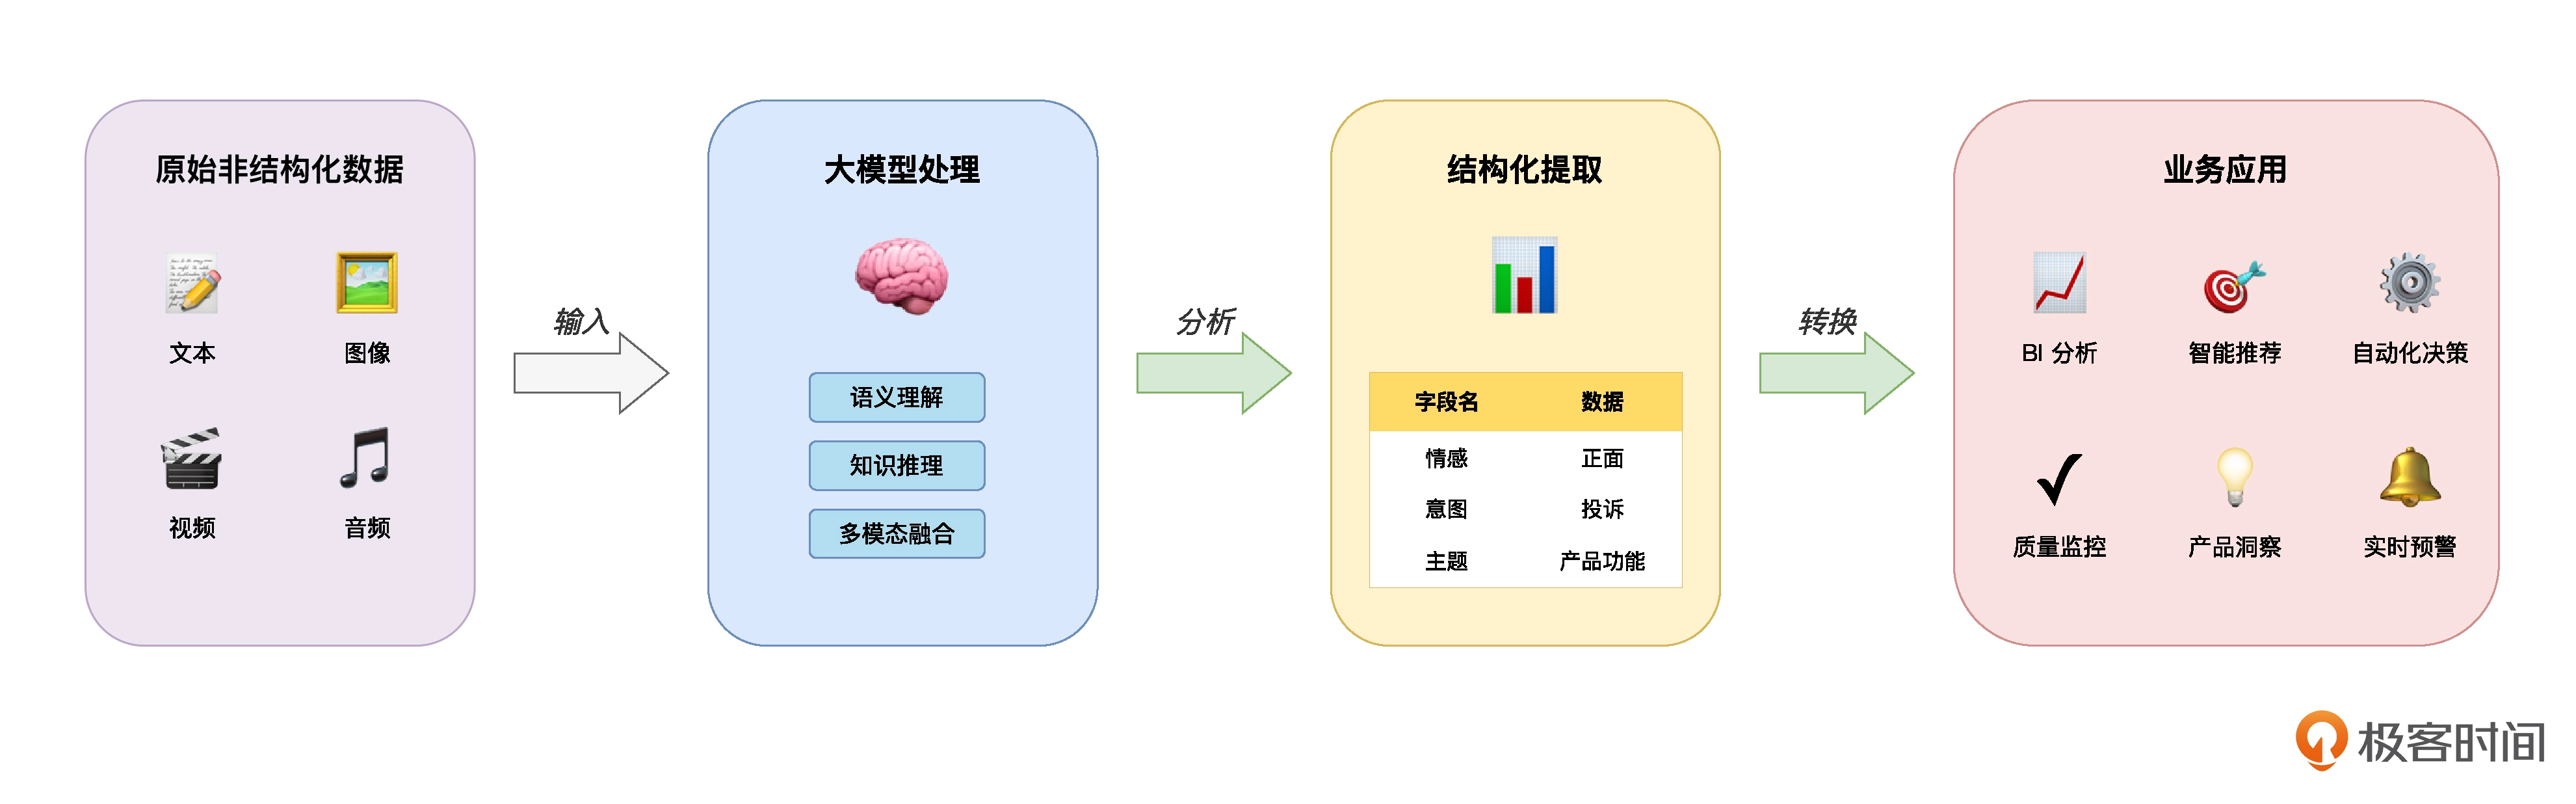 原始非结构化数据
文本
图像
视频
音频
输入
大模型处理
语义理解
知识推理
多模态融合
分析
结构化提取
字段名 数据
情感 正面
意图 投诉
主题 产品功能
转换
业务应用
BI 分析
智能推荐
自动化决策
质量监控
产品洞察
实时预警
极客时间